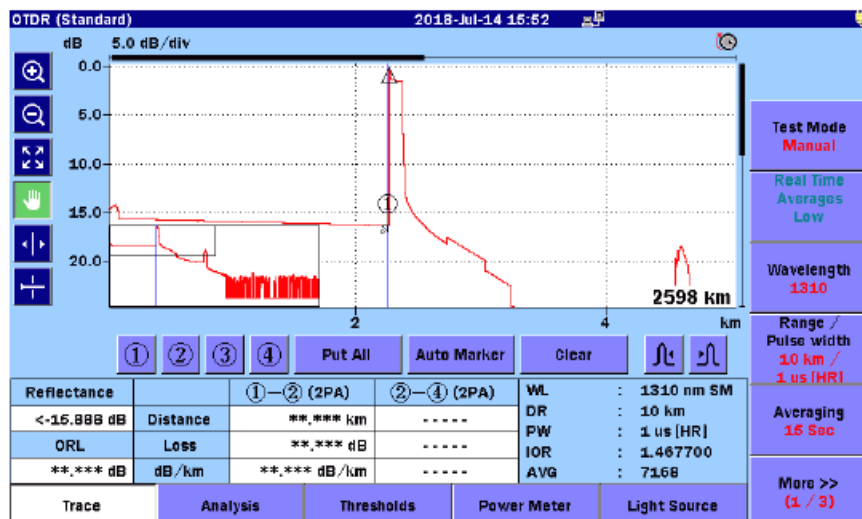 OTDR (Standard) 2018-Jul-14 15:52
dB 5.0 dB/div
0.0
5.0
10.0
15.0
20.0
①
2598 km
2 4 km
① ② ③ ④ Put All Auto Marker Clear
Reflectance ①-② (2PA) ②-④ (2PA)
<-15.888 dB Distance **.*** km -----
ORL Loss **.*** dB -----
**.*** dB dB/km **.*** dB/km -----
WL : 1310 nm SM
DR : 10 km
PW : 1 us [HR]
IOR : 1.467700
AVG : 7168
Trace Analysis Thresholds Power Meter Light Source
Test Mode
Manual
Real Time
Averages
Low
Wavelength
1310
Range /
Pulse width
10 km /
1 us [HR]
Averaging
15 Sec
More >>
(1 / 3)